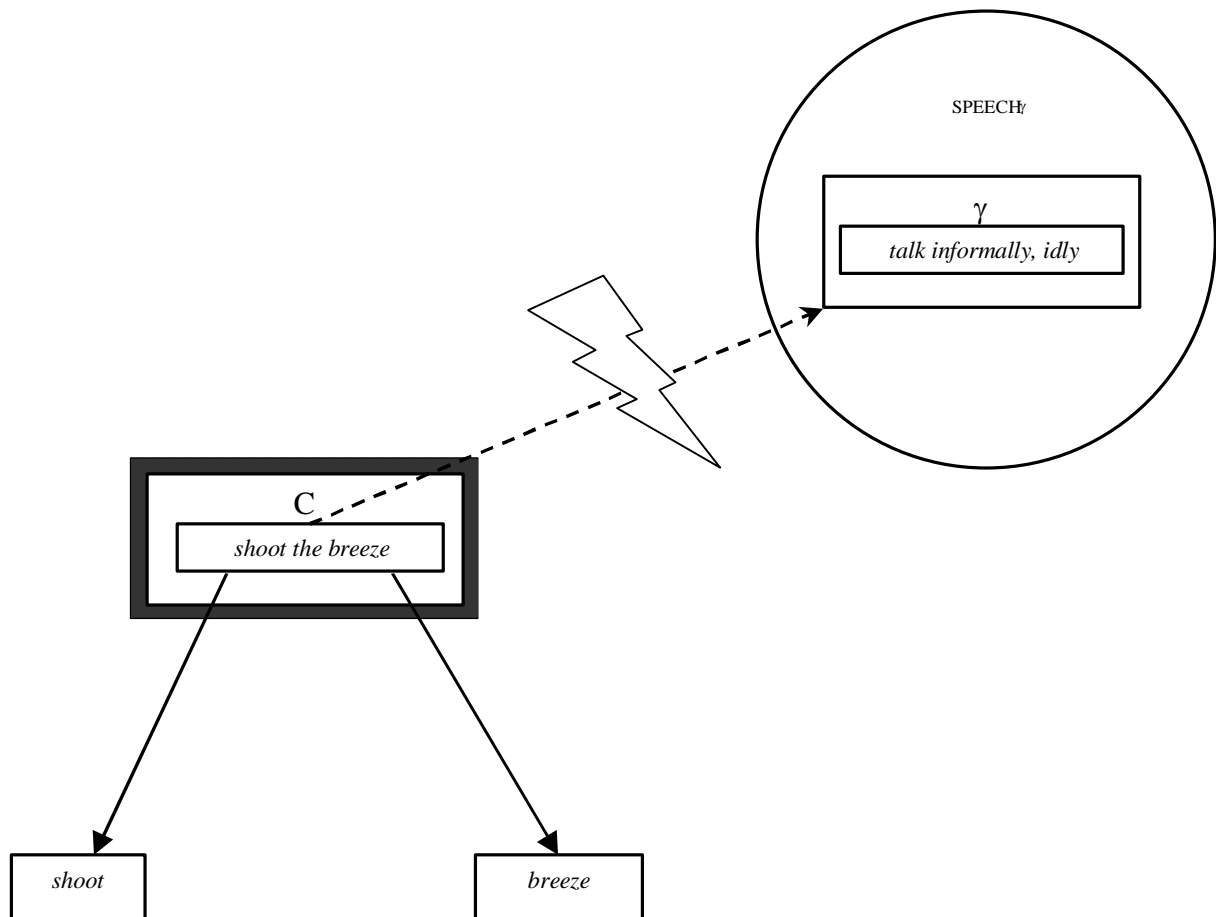 SPEECHγ
γ
talk informally, idly
C
shoot the breeze
shoot
breeze